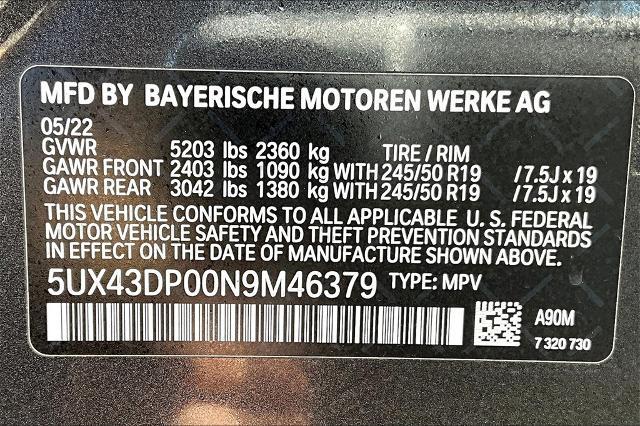 MFD BY BAYERISCHE MOTOREN WERKE AG
05/22
GVWR 5203 lbs 2360 kg TIRE / RIM
GAWR FRONT 2403 lbs 1090 kg WITH 245/50 R19 / 7.5J x 19
GAWR REAR 3042 lbs 1380 kg WITH 245/50 R19 / 7.5J x 19
THIS VEHICLE CONFORMS TO ALL APPLICABLE U. S. FEDERAL
MOTOR VEHICLE SAFETY AND THEFT PREVENTION STANDARDS
IN EFFECT ON THE DATE OF MANUFACTURE SHOWN ABOVE.
5UX43DP00N9M46379 TYPE: MPV
A90M
7 320 730